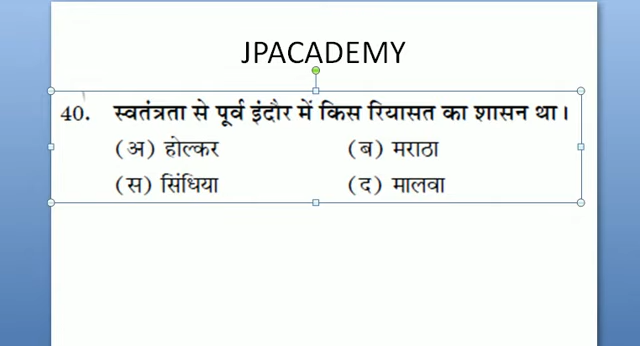 JPACADEMY
40. स्वतंत्रता से पूर्व इंदौर में किस रियासत का शासन था।
(अ) होल्कर (ब) मराठा
(स) सिंधिया (द) मालवा